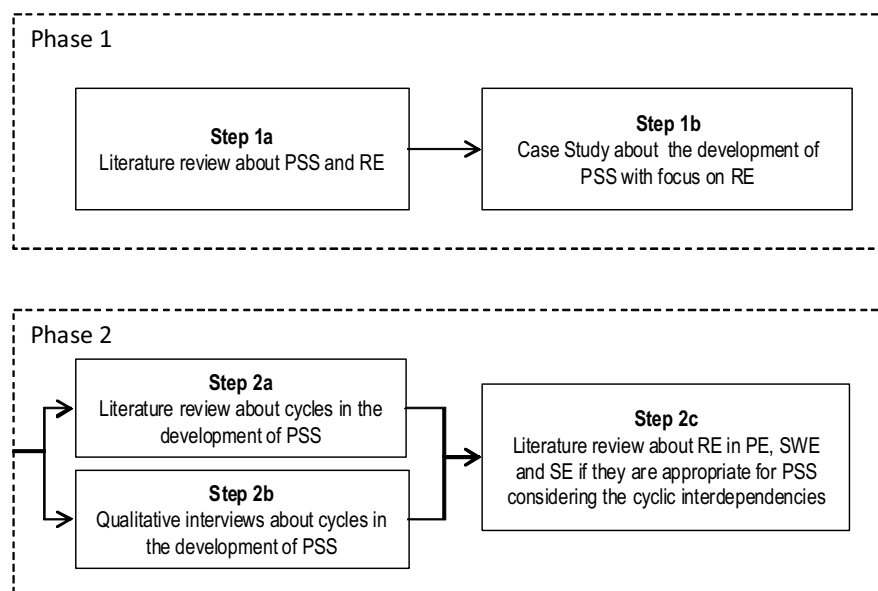 Phase 1
Step 1a
Literature review about PSS and RE
Step 1b
Case Study about the development of
PSS with focus on RE
Phase 2
Step 2a
Literature review about cycles in the
development of PSS
Step 2b
Qualitative interviews about cycles in
the development of PSS
Step 2c
Literature review about RE in PE, SWE
and SE if they are appropriate for PSS
considering the cyclic interdependencies